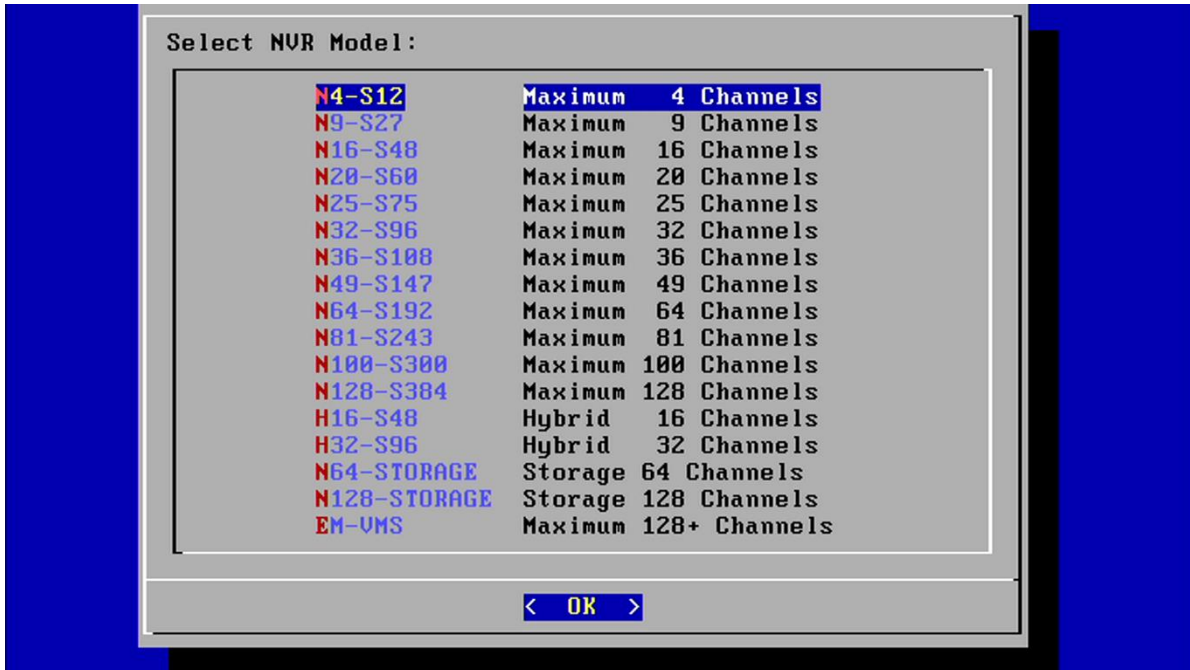 Select NVR Model:
N4-S12 Maximum 4 Channels
N9-S27 Maximum 9 Channels
N16-S48 Maximum 16 Channels
N20-S60 Maximum 20 Channels
N25-S75 Maximum 25 Channels
N32-S96 Maximum 32 Channels
N36-S108 Maximum 36 Channels
N49-S147 Maximum 49 Channels
N64-S192 Maximum 64 Channels
N81-S243 Maximum 81 Channels
N100-S300 Maximum 100 Channels
N128-S384 Maximum 128 Channels
H16-S48 Hybrid 16 Channels
H32-S96 Hybrid 32 Channels
N64-STORAGE Storage 64 Channels
N128-STORAGE Storage 128 Channels
EM-VMS Maximum 128+ Channels
< OK >